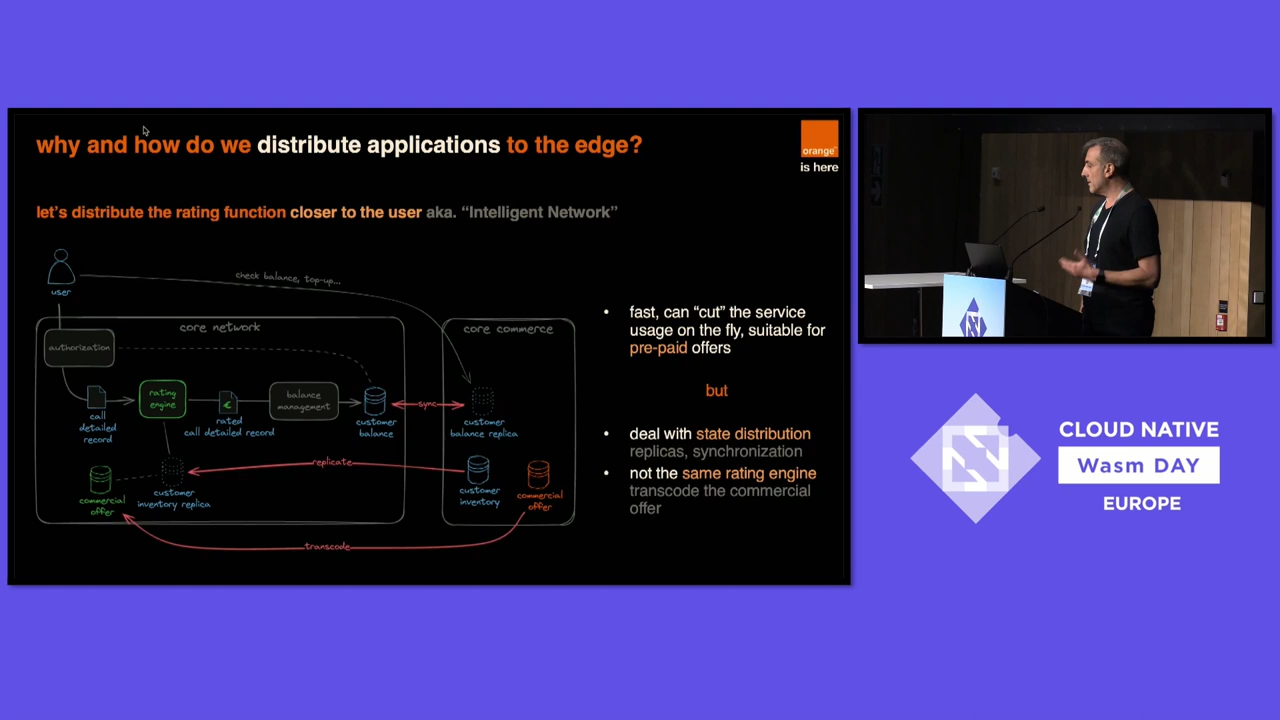 why and how do we distribute applications to the edge?
orange™
is here
let's distribute the rating function closer to the user aka. “Intelligent Network”
user
check balance, top-up...
core network
core commerce
authorization
call
detailed
record
rating
engine
€
rated
call detailed record
balance
management
customer
balance
sync
customer
balance replica
replicate
commercial
offer
customer
inventory replica
customer
inventory
commercial
offer
transcode
• fast, can “cut” the service
usage on the fly, suitable for
pre-paid offers
but
• deal with state distribution
replicas, synchronization
• not the same rating engine
transcode the commercial
offer
CLOUD NATIVE
Wasm DAY
EUROPE